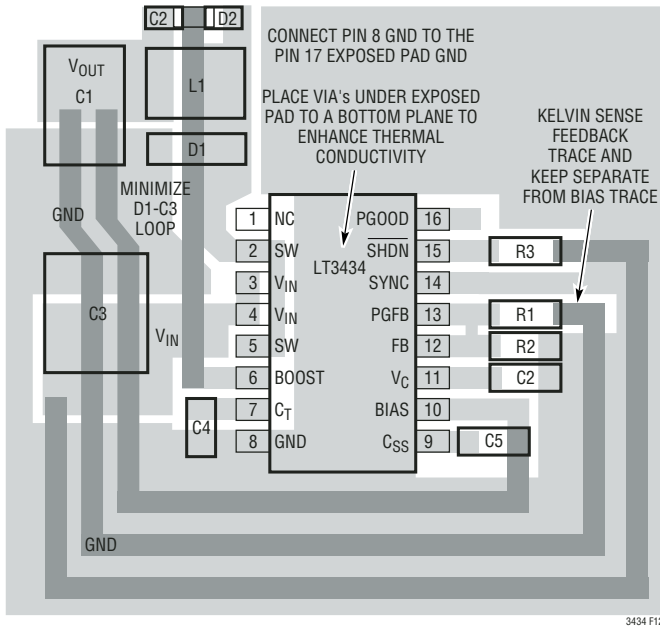 C2
D2
CONNECT PIN 8 GND TO THE
PIN 17 EXPOSED PAD GND
VOUT
C1
L1
PLACE VIA's UNDER EXPOSED
PAD TO A BOTTOM PLANE TO
ENHANCE THERMAL
CONDUCTIVITY
KELVIN SENSE
FEEDBACK
TRACE AND
KEEP SEPARATE
FROM BIAS TRACE
D1
MINIMIZE
D1-C3
LOOP
GND
1 NC
PGOOD 16
2 SW
SHDN 15
R3
LT3434
3 VIN
SYNC 14
C3
VIN
4 VIN
PGFB 13
R1
5 SW
FB 12
R2
6 BOOST
VC 11
C2
7 CT
BIAS 10
C4
8 GND
CSS 9
C5
GND
3434 F12